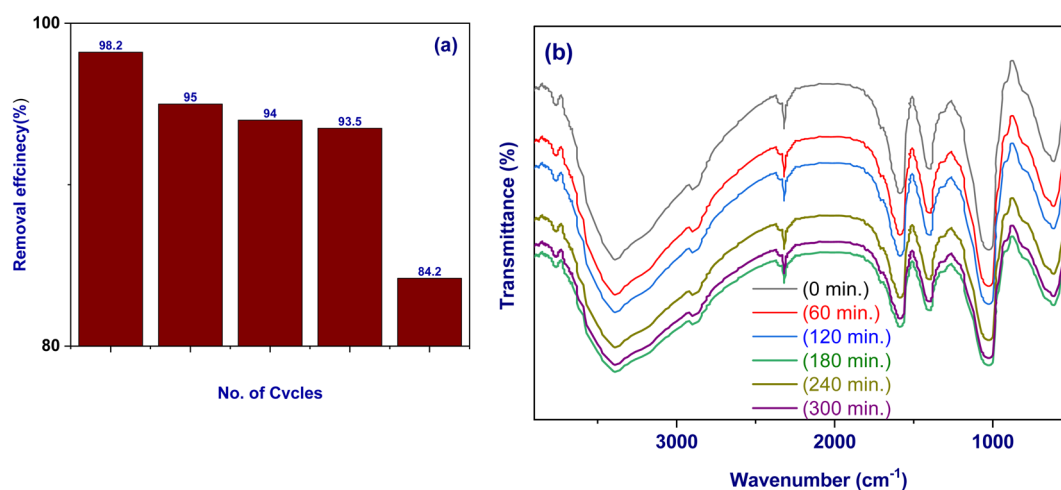 100
(a)
98.2
95
94
93.5
84.2
80
Removal effcinecy(%)
No. of Cvcles
(b)
Transmittance (%)
(0 min.)
(60 min.)
(120 min.)
(180 min.)
(240 min.)
(300 min.)
3000
2000
1000
Wavenumber (cm⁻¹)